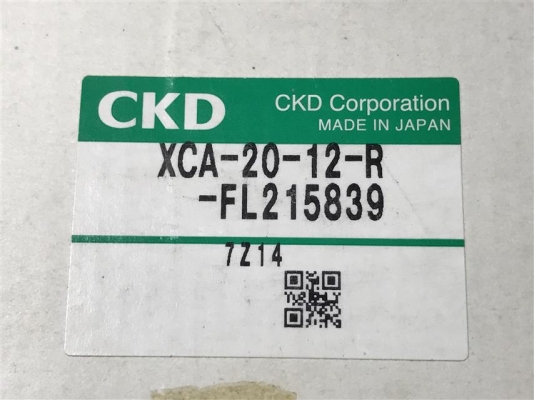 CKD
CKD Corporation
MADE IN JAPAN
XCA-20-12-R
-FL215839
7Z14